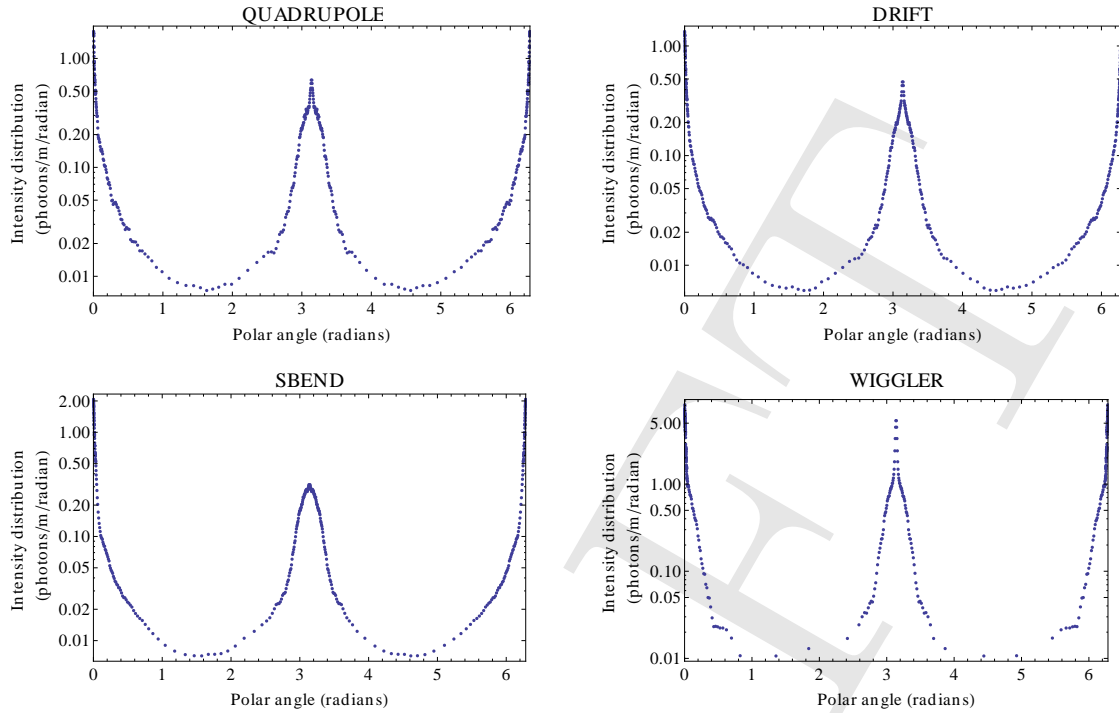 QUADRUPOLE
Intensity distribution
(photons/m/radian)
1.00
0.50
0.20
0.10
0.05
0.02
0.01
0 1 2 3 4 5 6
Polar angle (radians)
DRIFT
Intensity distribution
(photons/m/radian)
1.00
0.50
0.20
0.10
0.05
0.02
0.01
0 1 2 3 4 5 6
Polar angle (radians)
SBEND
Intensity distribution
(photons/m/radian)
2.00
1.00
0.50
0.20
0.10
0.05
0.02
0.01
0 1 2 3 4 5 6
Polar angle (radians)
WIGGLER
Intensity distribution
(photons/m/radian)
5.00
1.00
0.50
0.10
0.05
0.01
0 1 2 3 4 5 6
Polar angle (radians)
FT